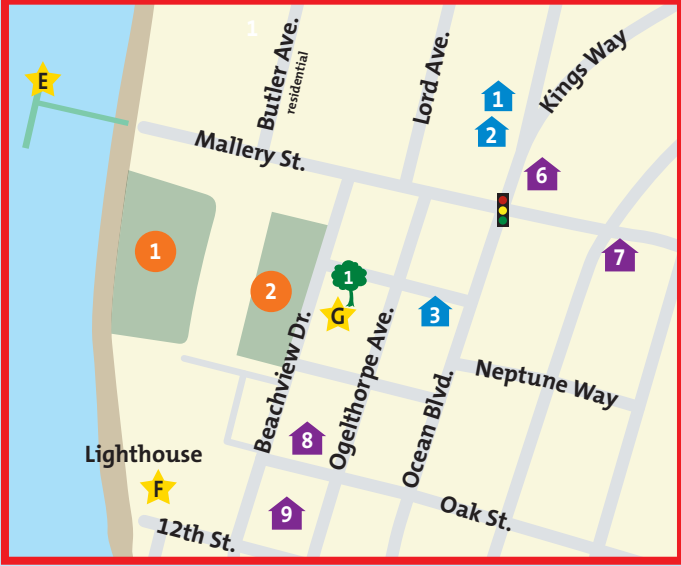 1
Butler Ave.
residential
Lord Ave.
Kings Way
E
1
2
Mallery St.
6
7
1
2
1
G
3
Beachview Dr.
Ogelthorpe Ave.
Ocean Blvd.
Neptune Way
8
Lighthouse
F
9
Oak St.
12th St.